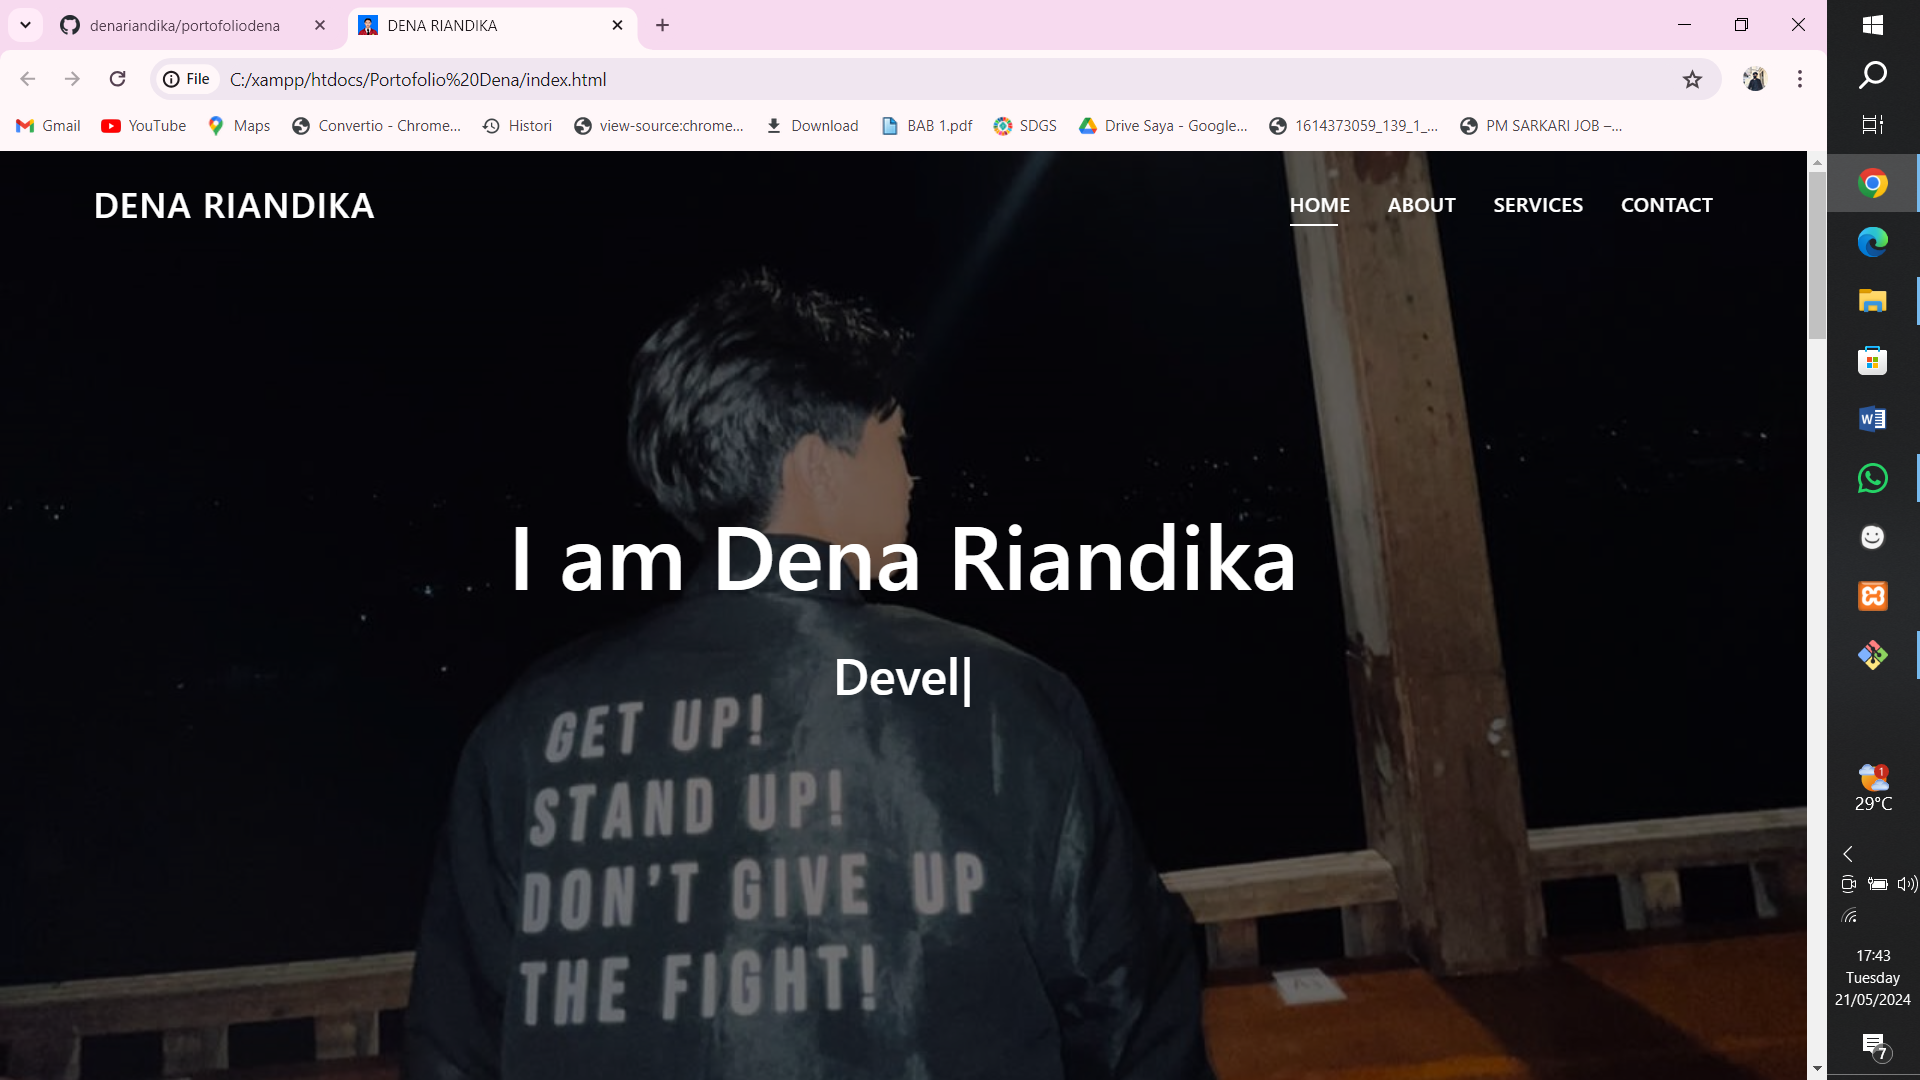 denariandika/portofoliodena
DENA RIANDIKA
File
C:/xampp/htdocs/Portofolio%20Dena/index.html
Gmail
YouTube
Maps
Convertio - Chrome...
Histori
view-source:chrome...
Download
BAB 1.pdf
SDGS
Drive Saya - Google...
1614373059_139_1_...
PM SARKARI JOB –...
DENA RIANDIKA
HOME
ABOUT
SERVICES
CONTACT
I am Dena Riandika
Devel|
GET UP!
STAND UP!
DON'T GIVE UP
THE FIGHT!
W
1
29°C
17:43
Tuesday
21/05/2024
7